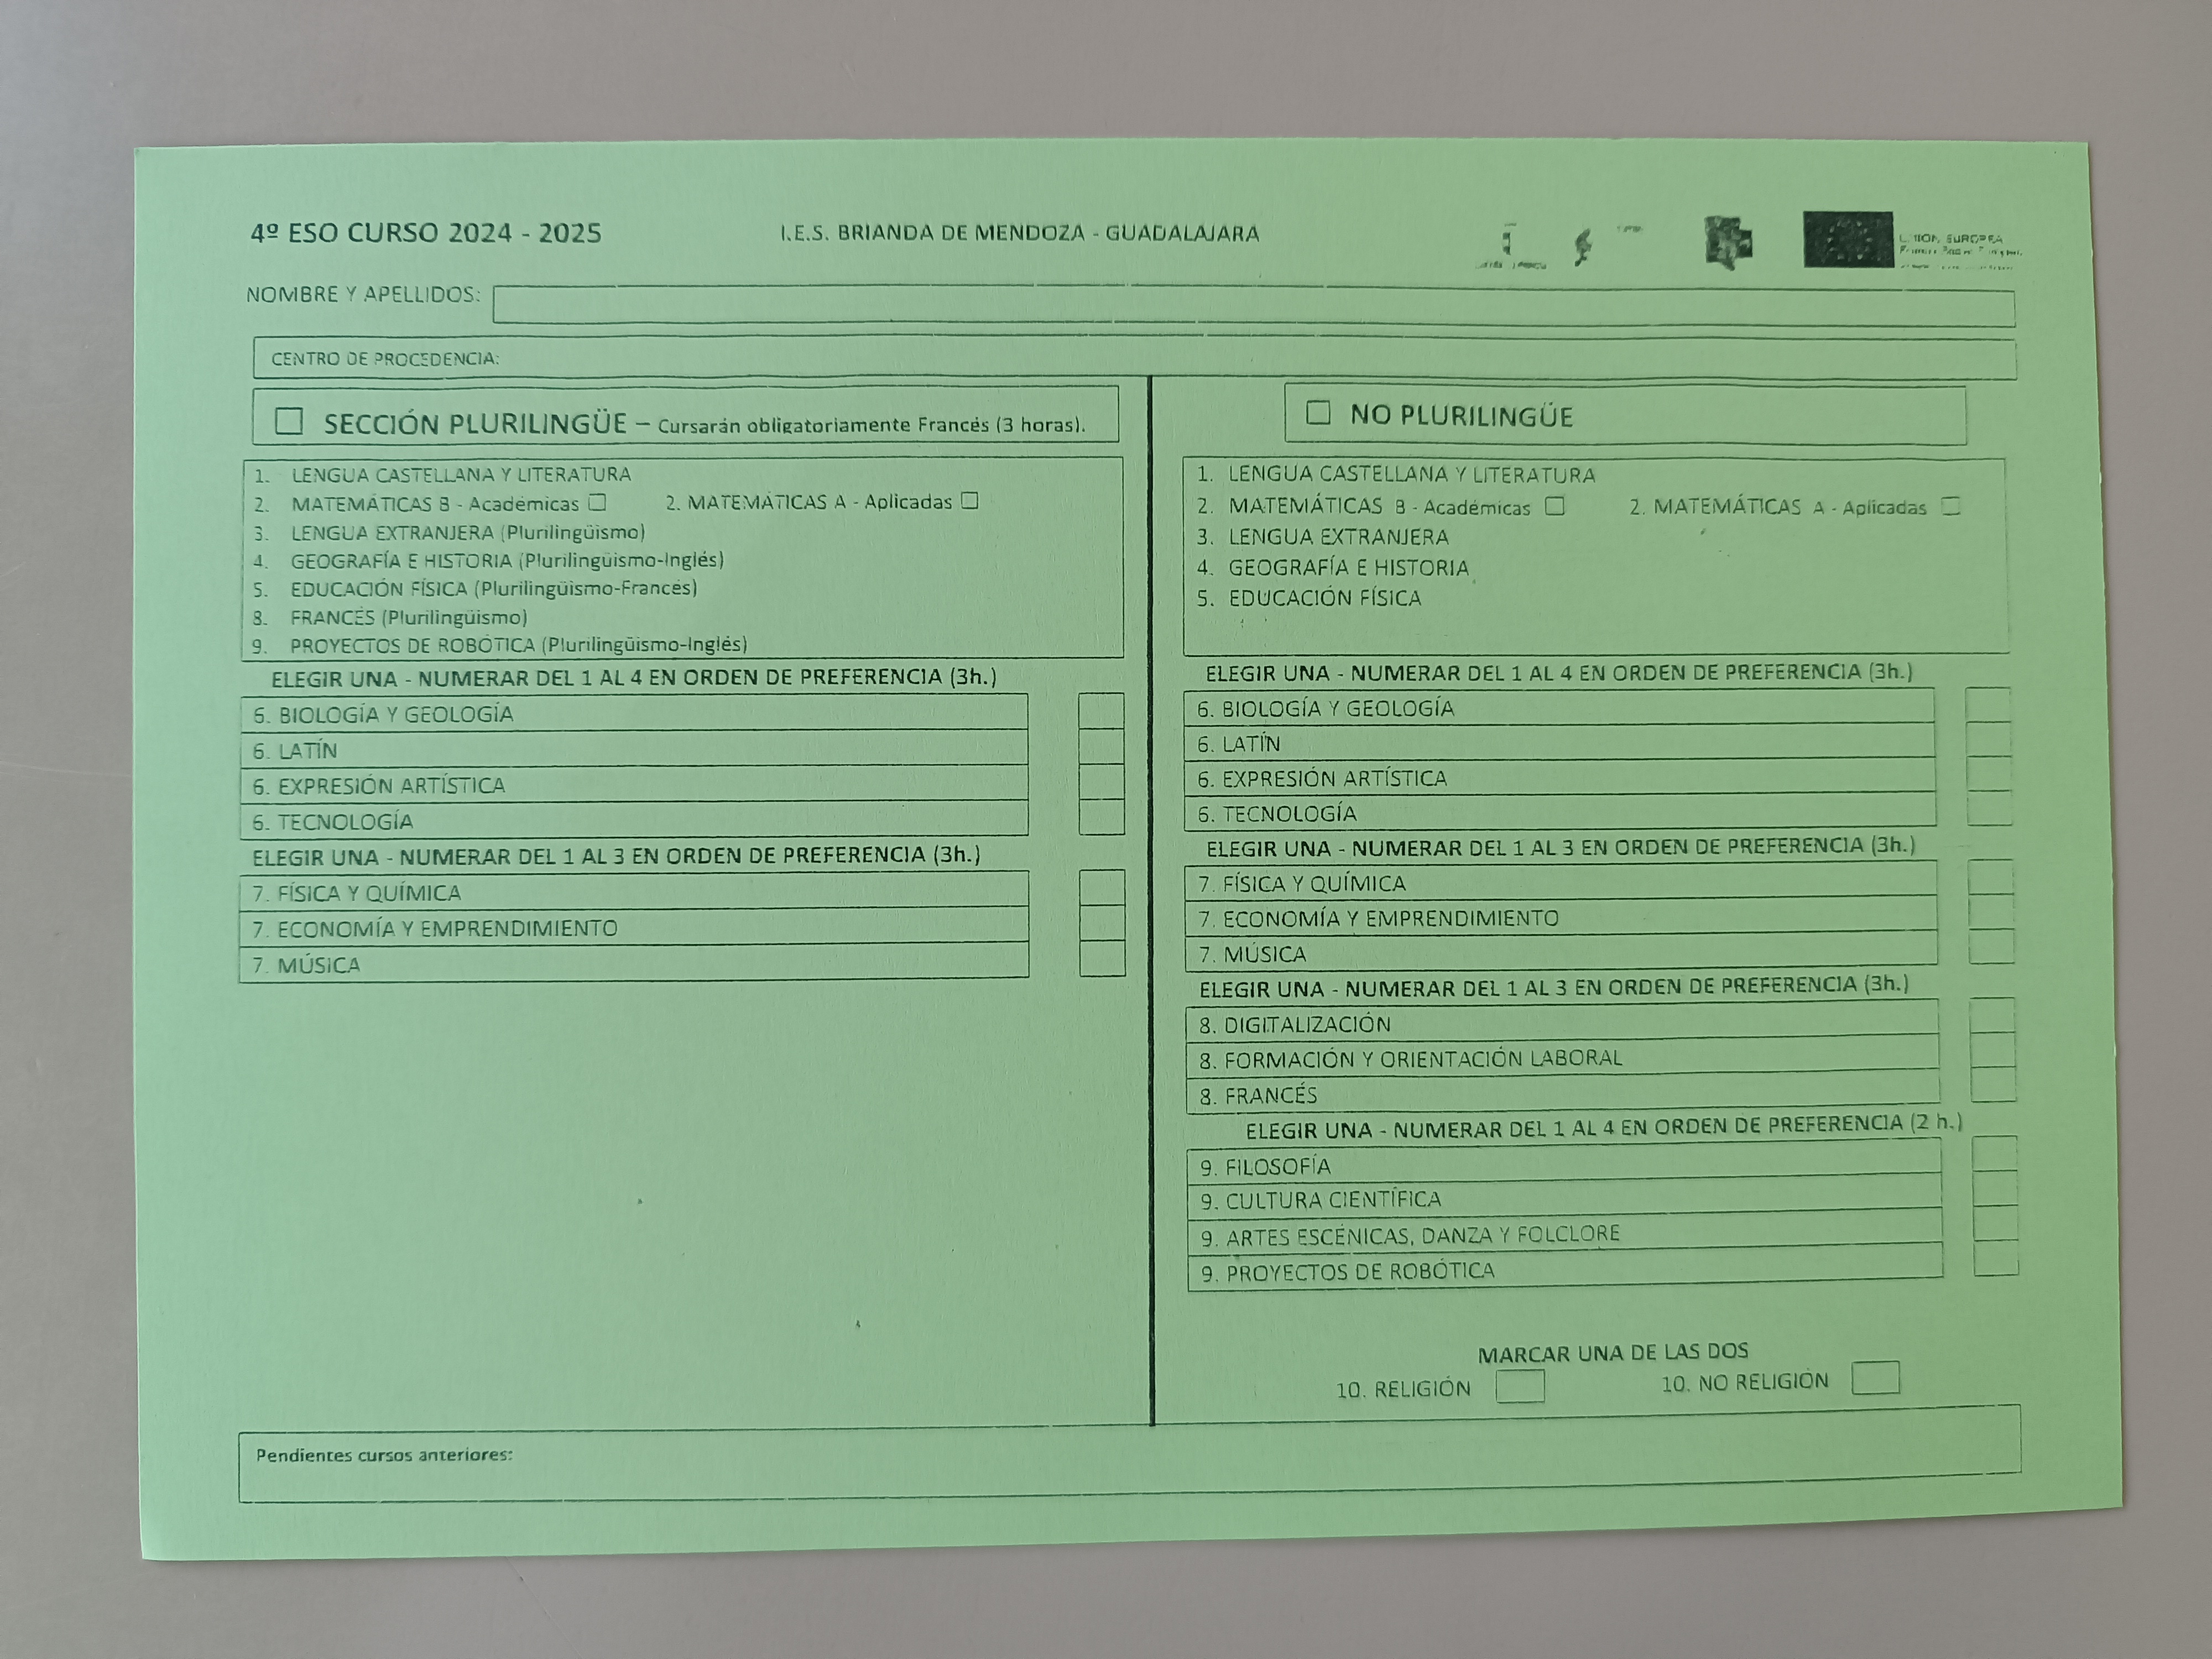 4º ESO CURSO 2024 - 2025
I.E.S. BRIANDA DE MENDOZA - GUADALAJARA
UNIÓN EUROPEA
NOMBRE Y APELLIDOS:
CENTRO DE PROCEDENCIA:
SECCIÓN PLURILINGÜE – Cursarán obligatoriamente Francés (3 horas).
1. LENGUA CASTELLANA Y LITERATURA
2. MATEMÁTICAS B - Académicas ☐ 2. MATEMÁTICAS A - Aplicadas ☐
3. LENGUA EXTRANJERA (Plurilingüismo)
4. GEOGRAFÍA E HISTORIA (Plurilingüismo-Inglés)
5. EDUCACIÓN FÍSICA (Plurilingüismo-Francés)
8. FRANCÉS (Plurilingüismo)
9. PROYECTOS DE ROBÓTICA (Plurilingüismo-Inglés)
ELEGIR UNA - NUMERAR DEL 1 AL 4 EN ORDEN DE PREFERENCIA (3h.)
6. BIOLOGÍA Y GEOLOGÍA
6. LATÍN
6. EXPRESIÓN ARTÍSTICA
6. TECNOLOGÍA
ELEGIR UNA - NUMERAR DEL 1 AL 3 EN ORDEN DE PREFERENCIA (3h.)
7. FÍSICA Y QUÍMICA
7. ECONOMÍA Y EMPRENDIMIENTO
7. MÚSICA
NO PLURILINGÜE
1. LENGUA CASTELLANA Y LITERATURA
2. MATEMÁTICAS B - Académicas ☐ 2. MATEMÁTICAS A - Aplicadas ☐
3. LENGUA EXTRANJERA
4. GEOGRAFÍA E HISTORIA
5. EDUCACIÓN FÍSICA
ELEGIR UNA - NUMERAR DEL 1 AL 4 EN ORDEN DE PREFERENCIA (3h.)
6. BIOLOGÍA Y GEOLOGÍA
6. LATÍN
6. EXPRESIÓN ARTÍSTICA
6. TECNOLOGÍA
ELEGIR UNA - NUMERAR DEL 1 AL 3 EN ORDEN DE PREFERENCIA (3h.)
7. FÍSICA Y QUÍMICA
7. ECONOMÍA Y EMPRENDIMIENTO
7. MÚSICA
ELEGIR UNA - NUMERAR DEL 1 AL 3 EN ORDEN DE PREFERENCIA (3h.)
8. DIGITALIZACIÓN
8. FORMACIÓN Y ORIENTACIÓN LABORAL
8. FRANCÉS
ELEGIR UNA - NUMERAR DEL 1 AL 4 EN ORDEN DE PREFERENCIA (2 h.)
9. FILOSOFÍA
9. CULTURA CIENTÍFICA
9. ARTES ESCÉNICAS, DANZA Y FOLCLORE
9. PROYECTOS DE ROBÓTICA
MARCAR UNA DE LAS DOS
10. RELIGIÓN 10. NO RELIGIÓN
Pendientes cursos anteriores: